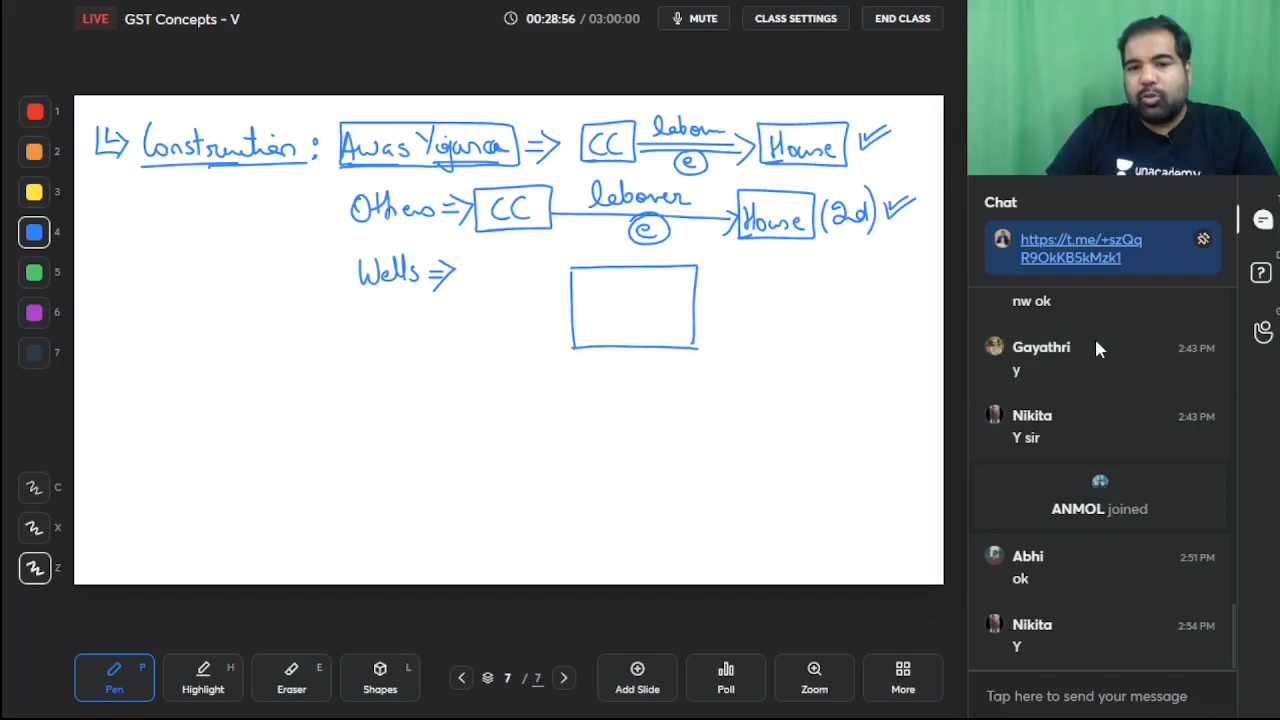 LIVE GST Concepts - V 00:28:56 / 03:00:00 MUTE CLASS SETTINGS END CLASS
1
2
3
4
5
6
7
C
X
Z
Construction : Awas Yojana => CC labour House
e
Others => CC labover House (2d)
e
Wells =>
unacademy
Chat
https://t.me/+szQq
R9OkKB5kMzk1
nw ok
Gayathri 2:43 PM
y
Nikita 2:43 PM
Y sir
ANMOL joined
Abhi 2:51 PM
ok
Nikita 2:54 PM
Y
Tap here to send your message
Pen P
Highlight H
Eraser E
Shapes L
7 / 7
Add Slide
Poll
Zoom
More